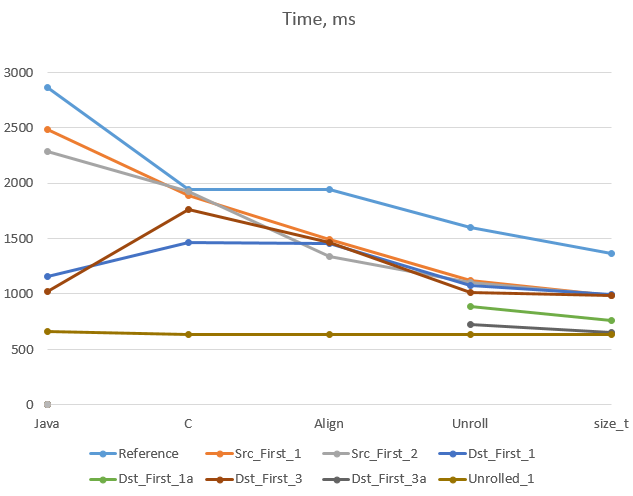 Time, ms
3000
2500
2000
1500
1000
500
0
Java C Align Unroll size_t
Reference Src_First_1 Src_First_2 Dst_First_1
Dst_First_1a Dst_First_3 Dst_First_3a Unrolled_1